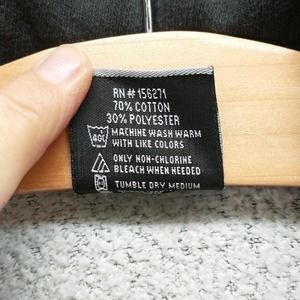 RN # 156271
70% COTTON
30% POLYESTER
40
MACHINE WASH WARM
WITH LIKE COLORS
ONLY NON-CHLORINE
BLEACH WHEN NEEDED
TUMBLE DRY MEDIUM